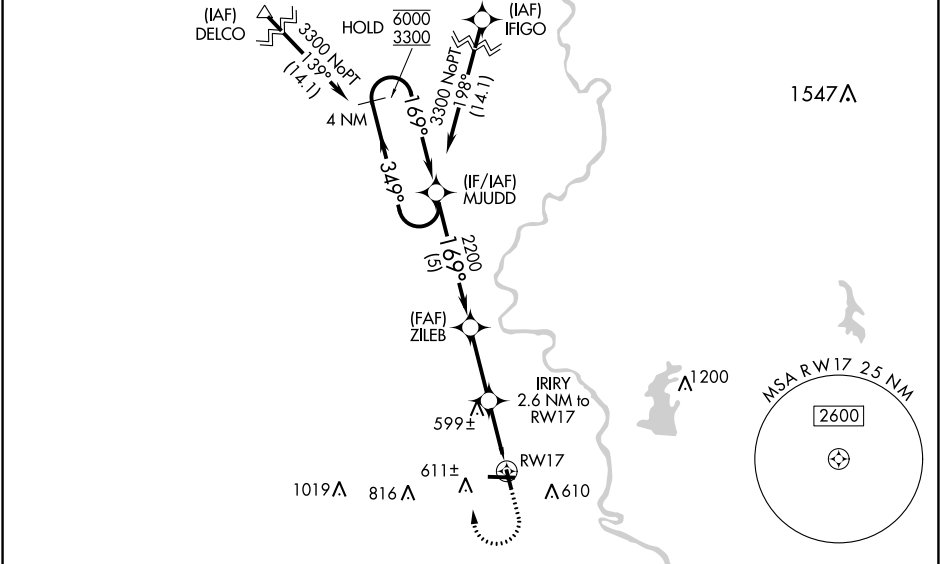 (IAF)
DELCO
3300 NoPT
139°
(14.1)
HOLD
6000
3300
4 NM
169°
349°
(IAF)
IFIGO
3300 NoPT
198°
(14.1)
1547
(IF/IAF)
MJUDD
2200
169°
(5)
(FAF)
ZILEB
IRIRY
2.6 NM to
RW17
599±
1200
MSA RW17 25 NM
2600
RW17
611±
1019
816
610